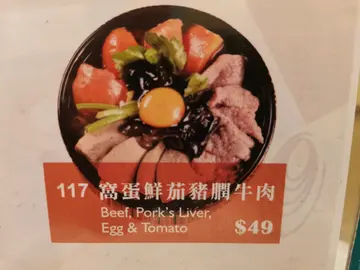 117 窩蛋鮮茄豬膶牛肉
Beef, Pork's Liver,
Egg & Tomato $49